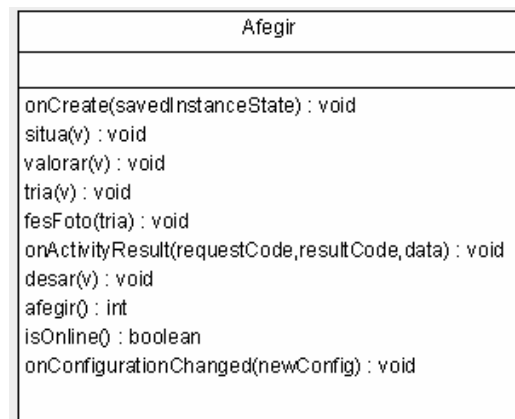 Afegir
onCreate(savedInstanceState) : void
situa(v) : void
valorar(v) : void
tria(v) : void
fesFoto(tria) : void
onActivityResult(requestCode,resultCode,data) : void
desar(v) : void
afegir() : int
isOnline() : boolean
onConfigurationChanged(newConfig) : void